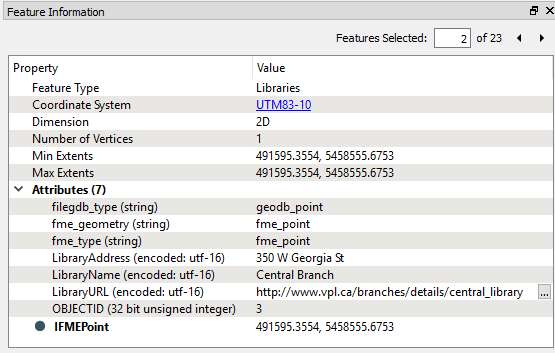 Feature Information
Features Selected: 2 of 23
Property Value
Feature Type Libraries
Coordinate System UTM83-10
Dimension 2D
Number of Vertices 1
Min Extents 491595.3554, 5458555.6753
Max Extents 491595.3554, 5458555.6753
Attributes (7)
filegdb_type (string) geodb_point
fme_geometry (string) fme_point
fme_type (string) fme_point
LibraryAddress (encoded: utf-16) 350 W Georgia St
LibraryName (encoded: utf-16) Central Branch
LibraryURL (encoded: utf-16) http://www.vpl.ca/branches/details/central_library ...
OBJECTID (32 bit unsigned integer) 3
IFMEPoint 491595.3554, 5458555.6753